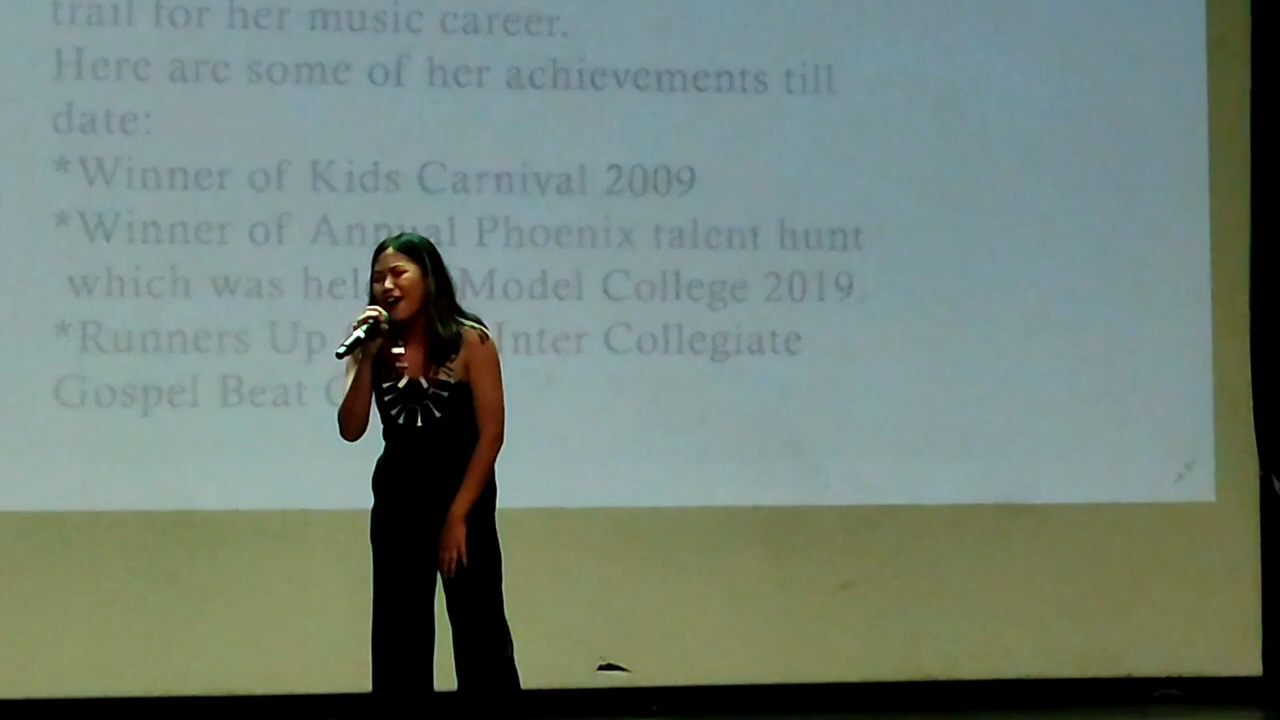 trail for her music career.
Here are some of her achievements till
date:
*Winner of Kids Carnival 2009
*Winner of Annual Phoenix talent hunt
which was held Model College 2019
*Runners Up Inter Collegiate
Gospel Beat